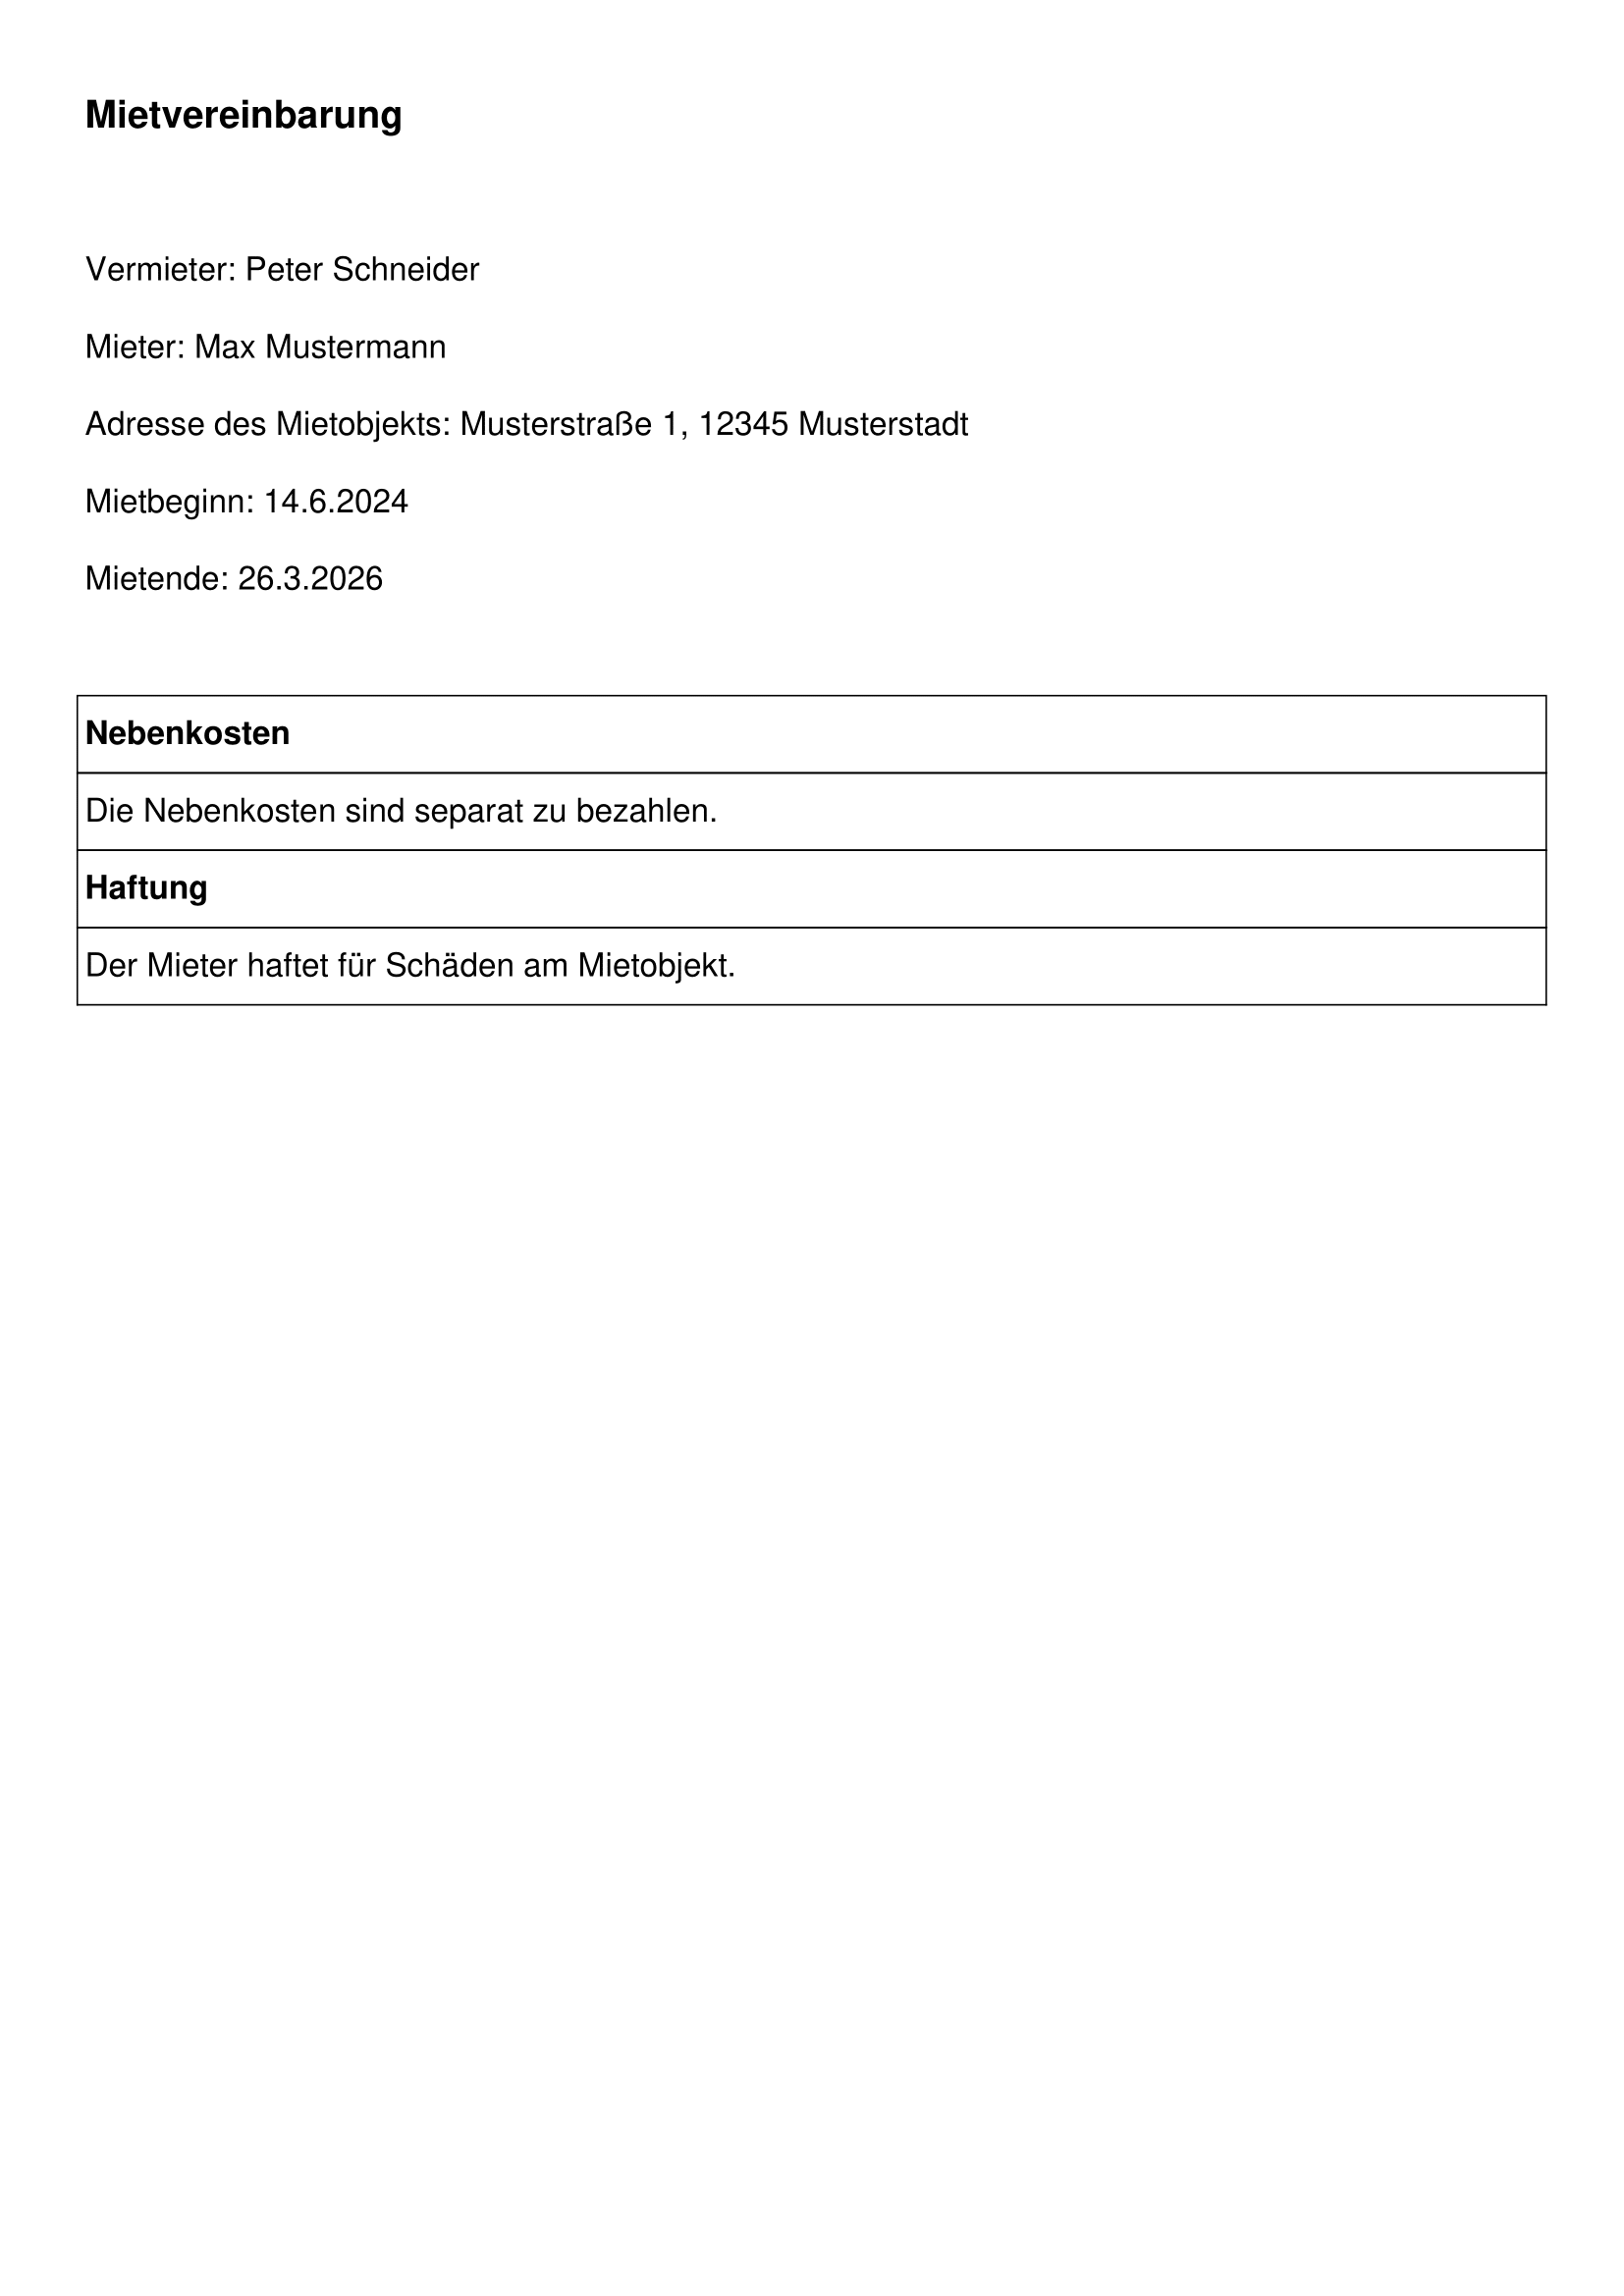 Mietvereinbarung
Vermieter: Peter Schneider
Mieter: Max Mustermann
Adresse des Mietobjekts: Musterstraße 1, 12345 Musterstadt
Mietbeginn: 14.6.2024
Mietende: 26.3.2026
Nebenkosten
Die Nebenkosten sind separat zu bezahlen.
Haftung
Der Mieter haftet für Schäden am Mietobjekt.